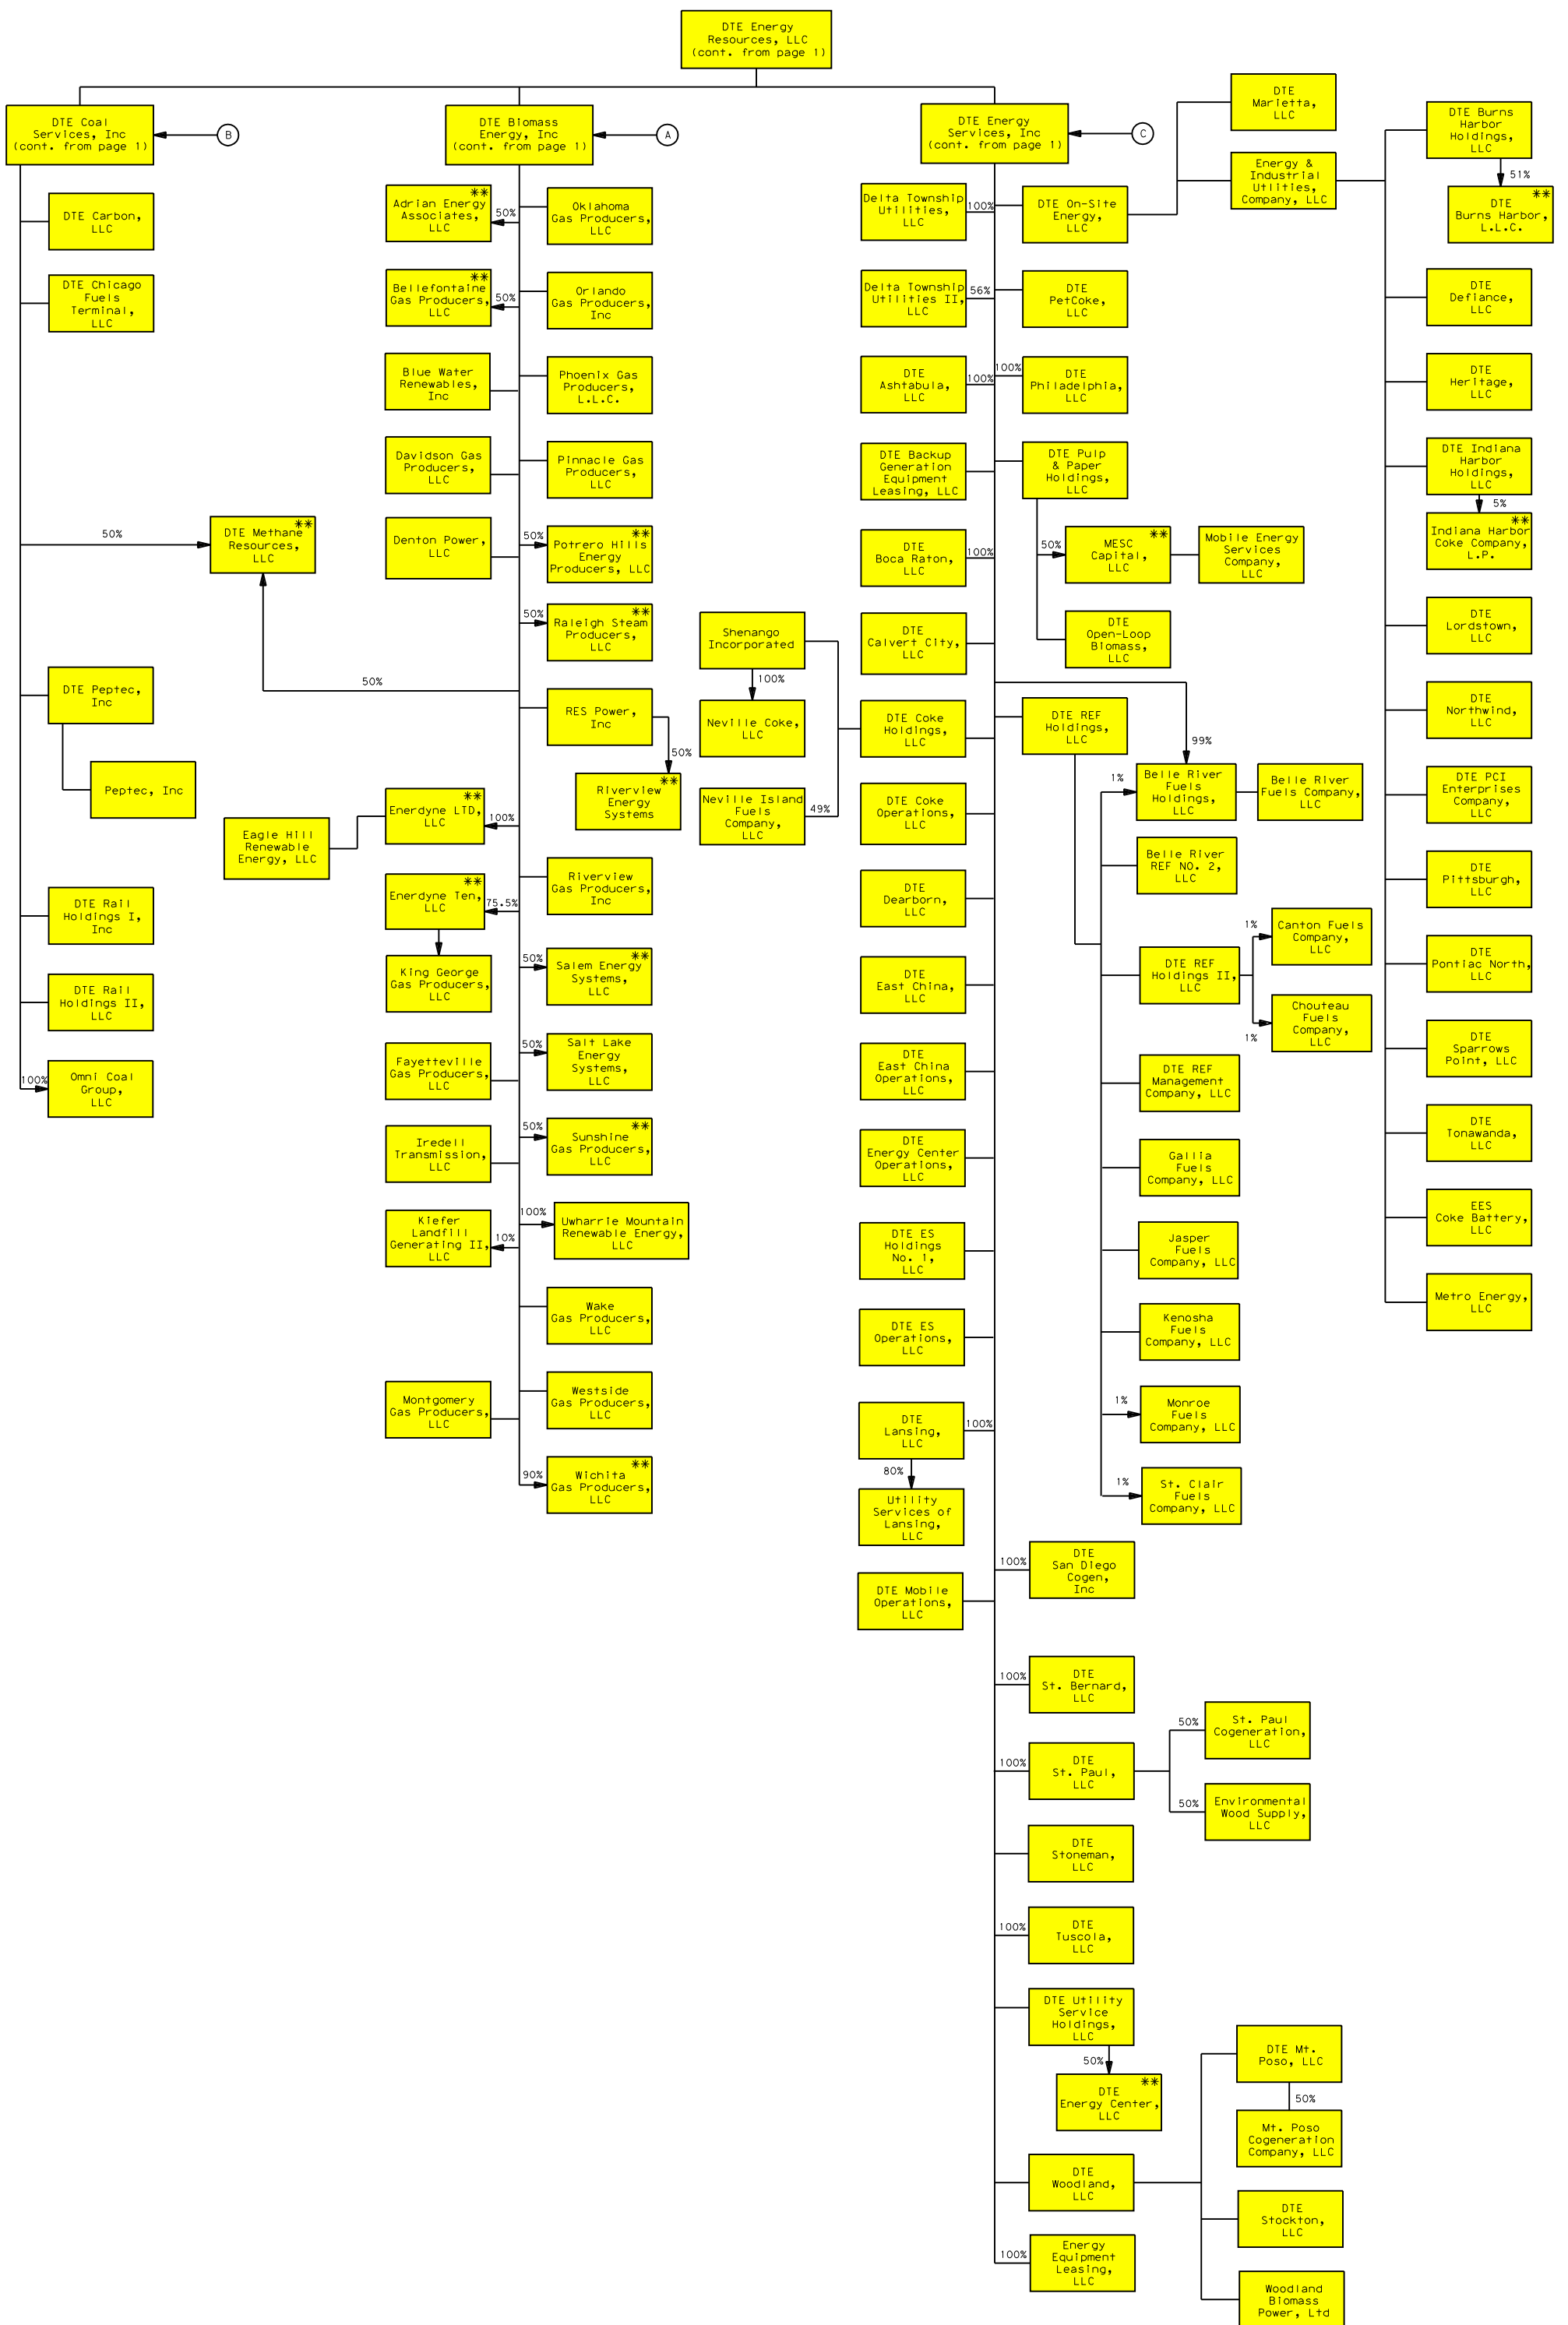 DTE Energy
Resources, LLC
(cont. from page 1)
DTE Coal
Services, Inc
(cont. from page 1)
B
DTE Carbon,
LLC
DTE Chicago
Fuels
Terminal,
LLC
50%
DTE Methane
Resources,
LLC
**
50%
DTE Peptec,
Inc
Peptec, Inc
DTE Rail
Holdings I,
Inc
DTE Rail
Holdings II,
LLC
100%
Omni Coal
Group,
LLC
DTE Biomass
Energy, Inc
(cont. from page 1)
A
**
Adrian Energy
Associates,
LLC
50%
Oklahoma
Gas Producers,
LLC
**
Bellefontaine
Gas Producers,
LLC
50%
Orlando
Gas Producers,
Inc
Blue Water
Renewables,
Inc
Phoenix Gas
Producers,
L.L.C.
Davidson Gas
Producers,
LLC
Pinnacle Gas
Producers,
LLC
Denton Power,
LLC
50%
**
Potrero Hills
Energy
Producers, LLC
50%
**
Raleigh Steam
Producers,
LLC
RES Power,
Inc
50%
**
Riverview
Energy
Systems
**
Enerdyne LTD,
LLC
100%
Eagle Hill
Renewable
Energy, LLC
Riverview
Gas Producers,
Inc
**
Enerdyne Ten,
LLC
75.5%
King George
Gas Producers,
LLC
50%
**
Salem Energy
Systems,
LLC
Fayetteville
Gas Producers,
LLC
50%
Salt Lake
Energy
Systems,
LLC
Iredell
Transmission,
LLC
50%
**
Sunshine
Gas Producers,
LLC
Kiefer
Landfill
Generating II,
LLC
10%
100%
Uwharrie Mountain
Renewable Energy,
LLC
Wake
Gas Producers,
LLC
Montgomery
Gas Producers,
LLC
Westside
Gas Producers,
LLC
90%
**
Wichita
Gas Producers,
LLC
DTE Energy
Services, Inc
(cont. from page 1)
C
Delta Township
Utilities,
LLC
100%
DTE On-Site
Energy,
LLC
Delta Township
Utilities II,
LLC
56%
DTE
PetCoke,
LLC
DTE
Ashtabula,
LLC
100%
100%
DTE
Philadelphia,
LLC
DTE Backup
Generation
Equipment
Leasing, LLC
DTE Pulp
& Paper
Holdings,
LLC
DTE
Boca Raton,
LLC
100%
50%
**
MESC
Capital,
LLC
Mobile Energy
Services
Company,
LLC
DTE
Open-Loop
Biomass,
LLC
DTE
Calvert City,
LLC
Shenango
Incorporated
100%
Neville Coke,
LLC
Neville Island
Fuels
Company,
LLC
49%
DTE Coke
Holdings,
LLC
DTE REF
Holdings,
LLC
99%
1%
Belle River
Fuels
Holdings,
LLC
Belle River
Fuels Company,
LLC
DTE Coke
Operations,
LLC
Belle River
REF NO. 2,
LLC
DTE
Dearborn,
LLC
DTE REF
Holdings II,
LLC
1%
Canton Fuels
Company,
LLC
1%
Chouteau
Fuels
Company,
LLC
DTE
East China,
LLC
DTE
East China
Operations,
LLC
DTE REF
Management
Company, LLC
DTE
Energy Center
Operations,
LLC
Gallia
Fuels
Company, LLC
DTE ES
Holdings
No. 1,
LLC
Jasper
Fuels
Company, LLC
DTE ES
Operations,
LLC
Kenosha
Fuels
Company, LLC
DTE
Lansing,
LLC
100%
80%
Utility
Services of
Lansing,
LLC
1%
Monroe
Fuels
Company, LLC
1%
St. Clair
Fuels
Company, LLC
DTE Mobile
Operations,
LLC
100%
DTE
San Diego
Cogen,
Inc
100%
DTE
St. Bernard,
LLC
100%
DTE
St. Paul,
LLC
50%
St. Paul
Cogeneration,
LLC
50%
Environmental
Wood Supply,
LLC
DTE
Stoneman,
LLC
100%
DTE
Tuscola,
LLC
DTE Utility
Service
Holdings,
LLC
50%
**
DTE
Energy Center,
LLC
DTE
Woodland,
LLC
DTE Mt.
Poso, LLC
50%
Mt. Poso
Cogeneration
Company, LLC
DTE
Stockton,
LLC
Woodland
Biomass
Power, Ltd
100%
Energy
Equipment
Leasing,
LLC
DTE
Marietta,
LLC
Energy &
Industrial
Utlities,
Company, LLC
DTE Burns
Harbor
Holdings,
LLC
51%
**
DTE
Burns Harbor,
L.L.C.
DTE
Defiance,
LLC
DTE
Heritage,
LLC
DTE Indiana
Harbor
Holdings,
LLC
5%
**
Indiana Harbor
Coke Company,
L.P.
DTE
Lordstown,
LLC
DTE
Northwind,
LLC
DTE PCI
Enterprises
Company,
LLC
DTE
Pittsburgh,
LLC
DTE
Pontiac North,
LLC
DTE
Sparrows
Point, LLC
DTE
Tonawanda,
LLC
EES
Coke Battery,
LLC
Metro Energy,
LLC